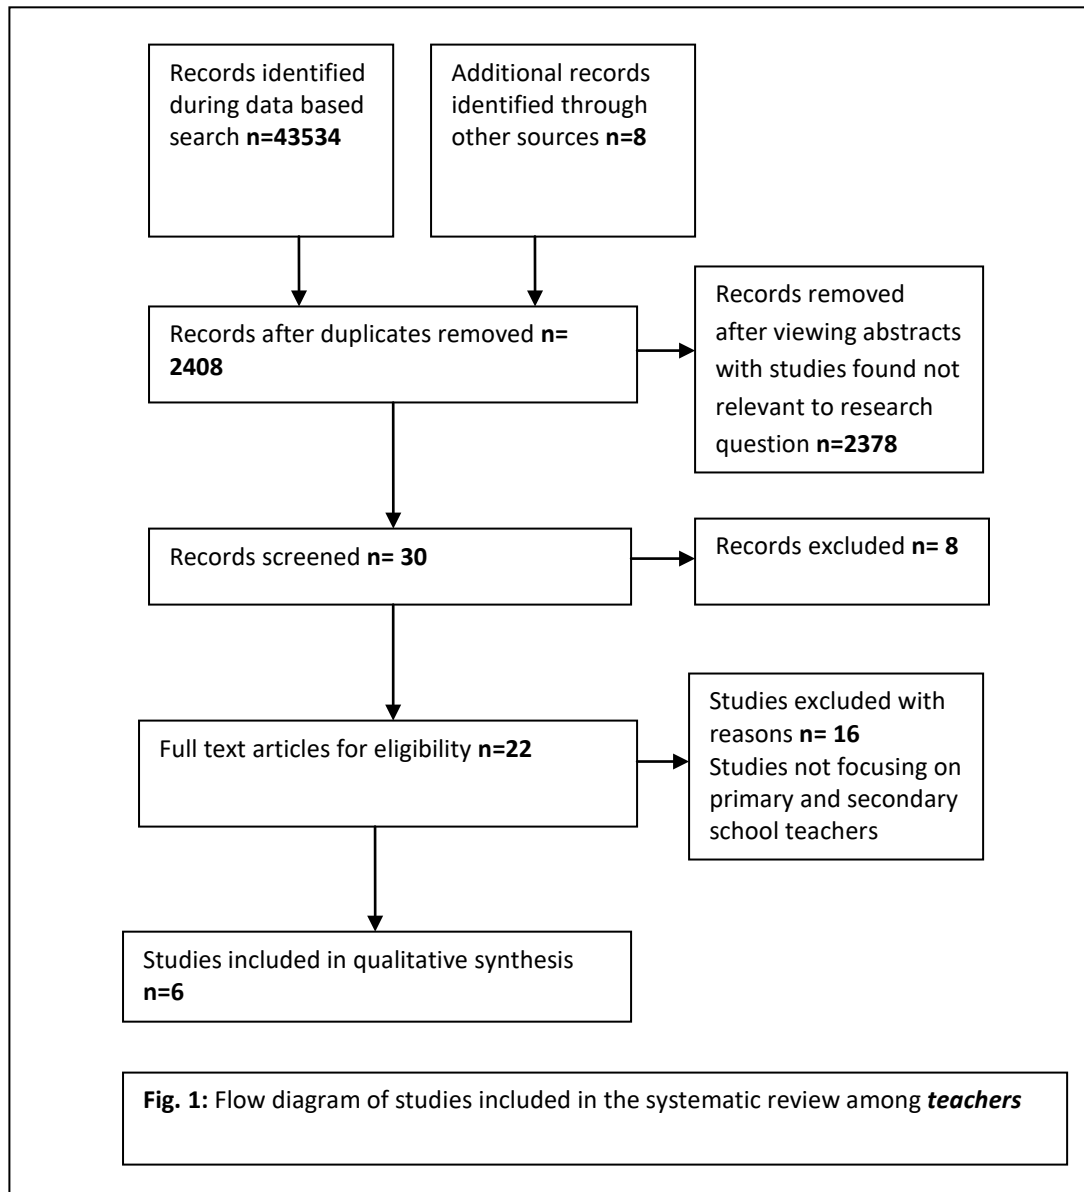 Records identified
during data based
search n=43534
Additional records
identified through
other sources n=8
Records after duplicates removed n=
2408
Records removed
after viewing abstracts
with studies found not
relevant to research
question n=2378
Records screened n= 30
Records excluded n= 8
Full text articles for eligibility n=22
Studies excluded with
reasons n= 16
Studies not focusing on
primary and secondary
school teachers
Studies included in qualitative synthesis
n=6
Fig. 1: Flow diagram of studies included in the systematic review among teachers